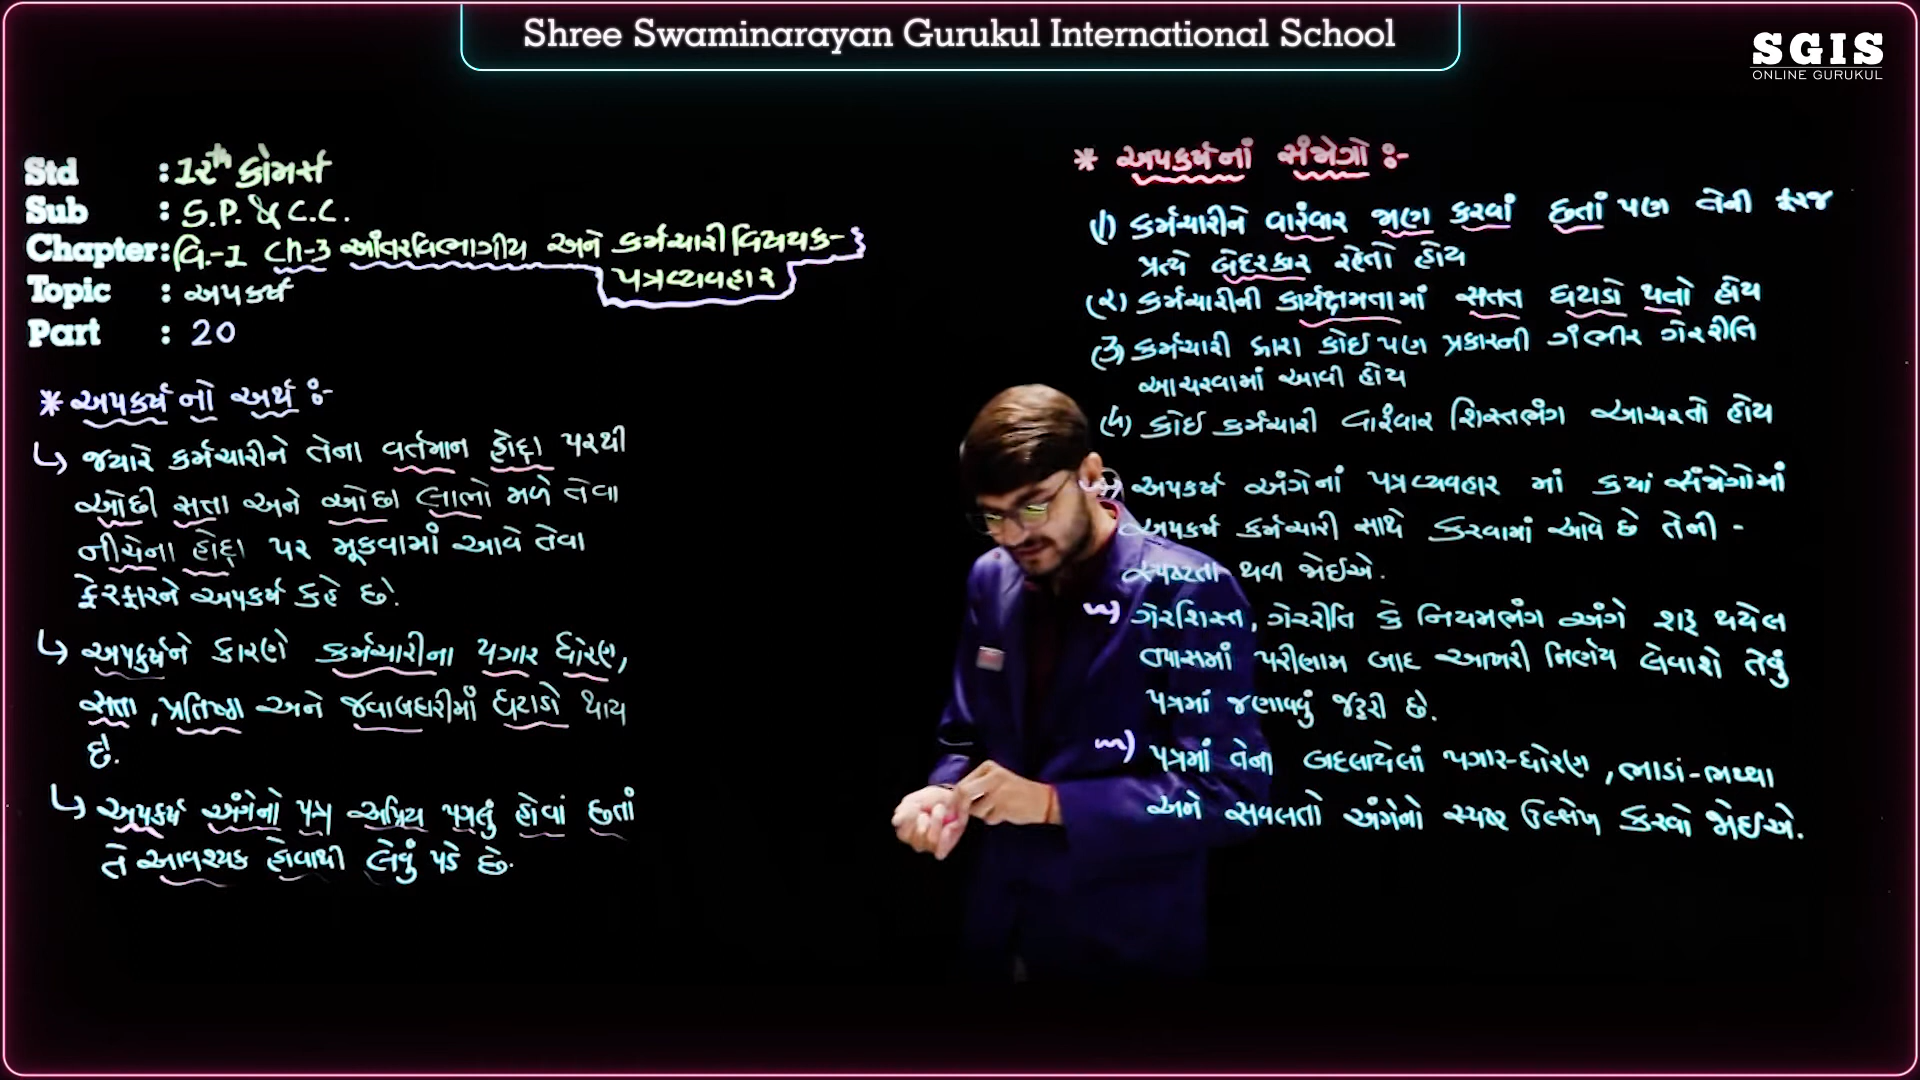 Shree Swaminarayan Gurukul International School
SGIS
ONLINE GURUKUL
Std : 12th કોમર્સ
Sub : S.P. & C.C.
Chapter: વિ.-1 Ch-3 આંતરવિભાગીય અને કર્મચારી વિષયક-
પત્રવ્યવહાર
Topic : અપકર્ષ
Part : 20
* અપકર્ષ નો અર્થ :-
↳ જયારે કર્મચારીને તેના વર્તમાન હોદ્દા પરથી
ઓછી સત્તા અને ઓછા લાભો મળે તેવા
નીચેના હોદ્દા પર મૂકવામાં આવે તેવા
ફેરફારને અપકર્ષ કહે છે.
↳ અપકર્ષને કારણે કર્મચારીના પગાર ધોરણ,
સત્તા, પ્રતિષ્ઠા અને જવાબદારીમાં ઘટાડો થાય
છે.
↳ અપકર્ષ અંગેનો પત્ર અપ્રિય પગલું હોવાં છતાં
તે આવશ્યક હોવાથી લેવું પડે છે.
* અપકર્ષનાં સંજોગો :-
(1) કર્મચારીને વારંવાર જાણ કરવાં છતાં પણ તેની ફરજ
પ્રત્યે બેદરકાર રહેતો હોય
(૨) કર્મચારીની કાર્યક્ષમતામાં સતત ઘટાડો થતો હોય
(૩) કર્મચારી દ્વારા કોઈપણ પ્રકારની ગંભીર ગેરરીતિ
આચરવામાં આવી હોય
(૪) કોઈ કર્મચારી વારંવાર શિસ્તભંગ આચરતો હોય
અપકર્ષ અંગેનાં પત્રવ્યવહાર માં કયાં સંજોગોમાં
અપકર્ષ કર્મચારી સાથે કરવામાં આવે છે તેની -
સ્પષ્ટતા થવી જોઈએ.
ગેરશિસ્ત, ગેરરીતિ કે નિયમભંગ અંગે શરૂ થયેલ
તપાસમાં પરીણામ બાદ આખરી નિર્ણય લેવાશે તેવું
પત્રમાં જણાવવું જરૂરી છે.
પત્રમાં તેના બદલાયેલાં પગાર-ધોરણ, ભાડાં-ભથ્થા
અને સવલતો અંગેનો સ્પષ્ટ ઉલ્લેખ કરવો જોઈએ.